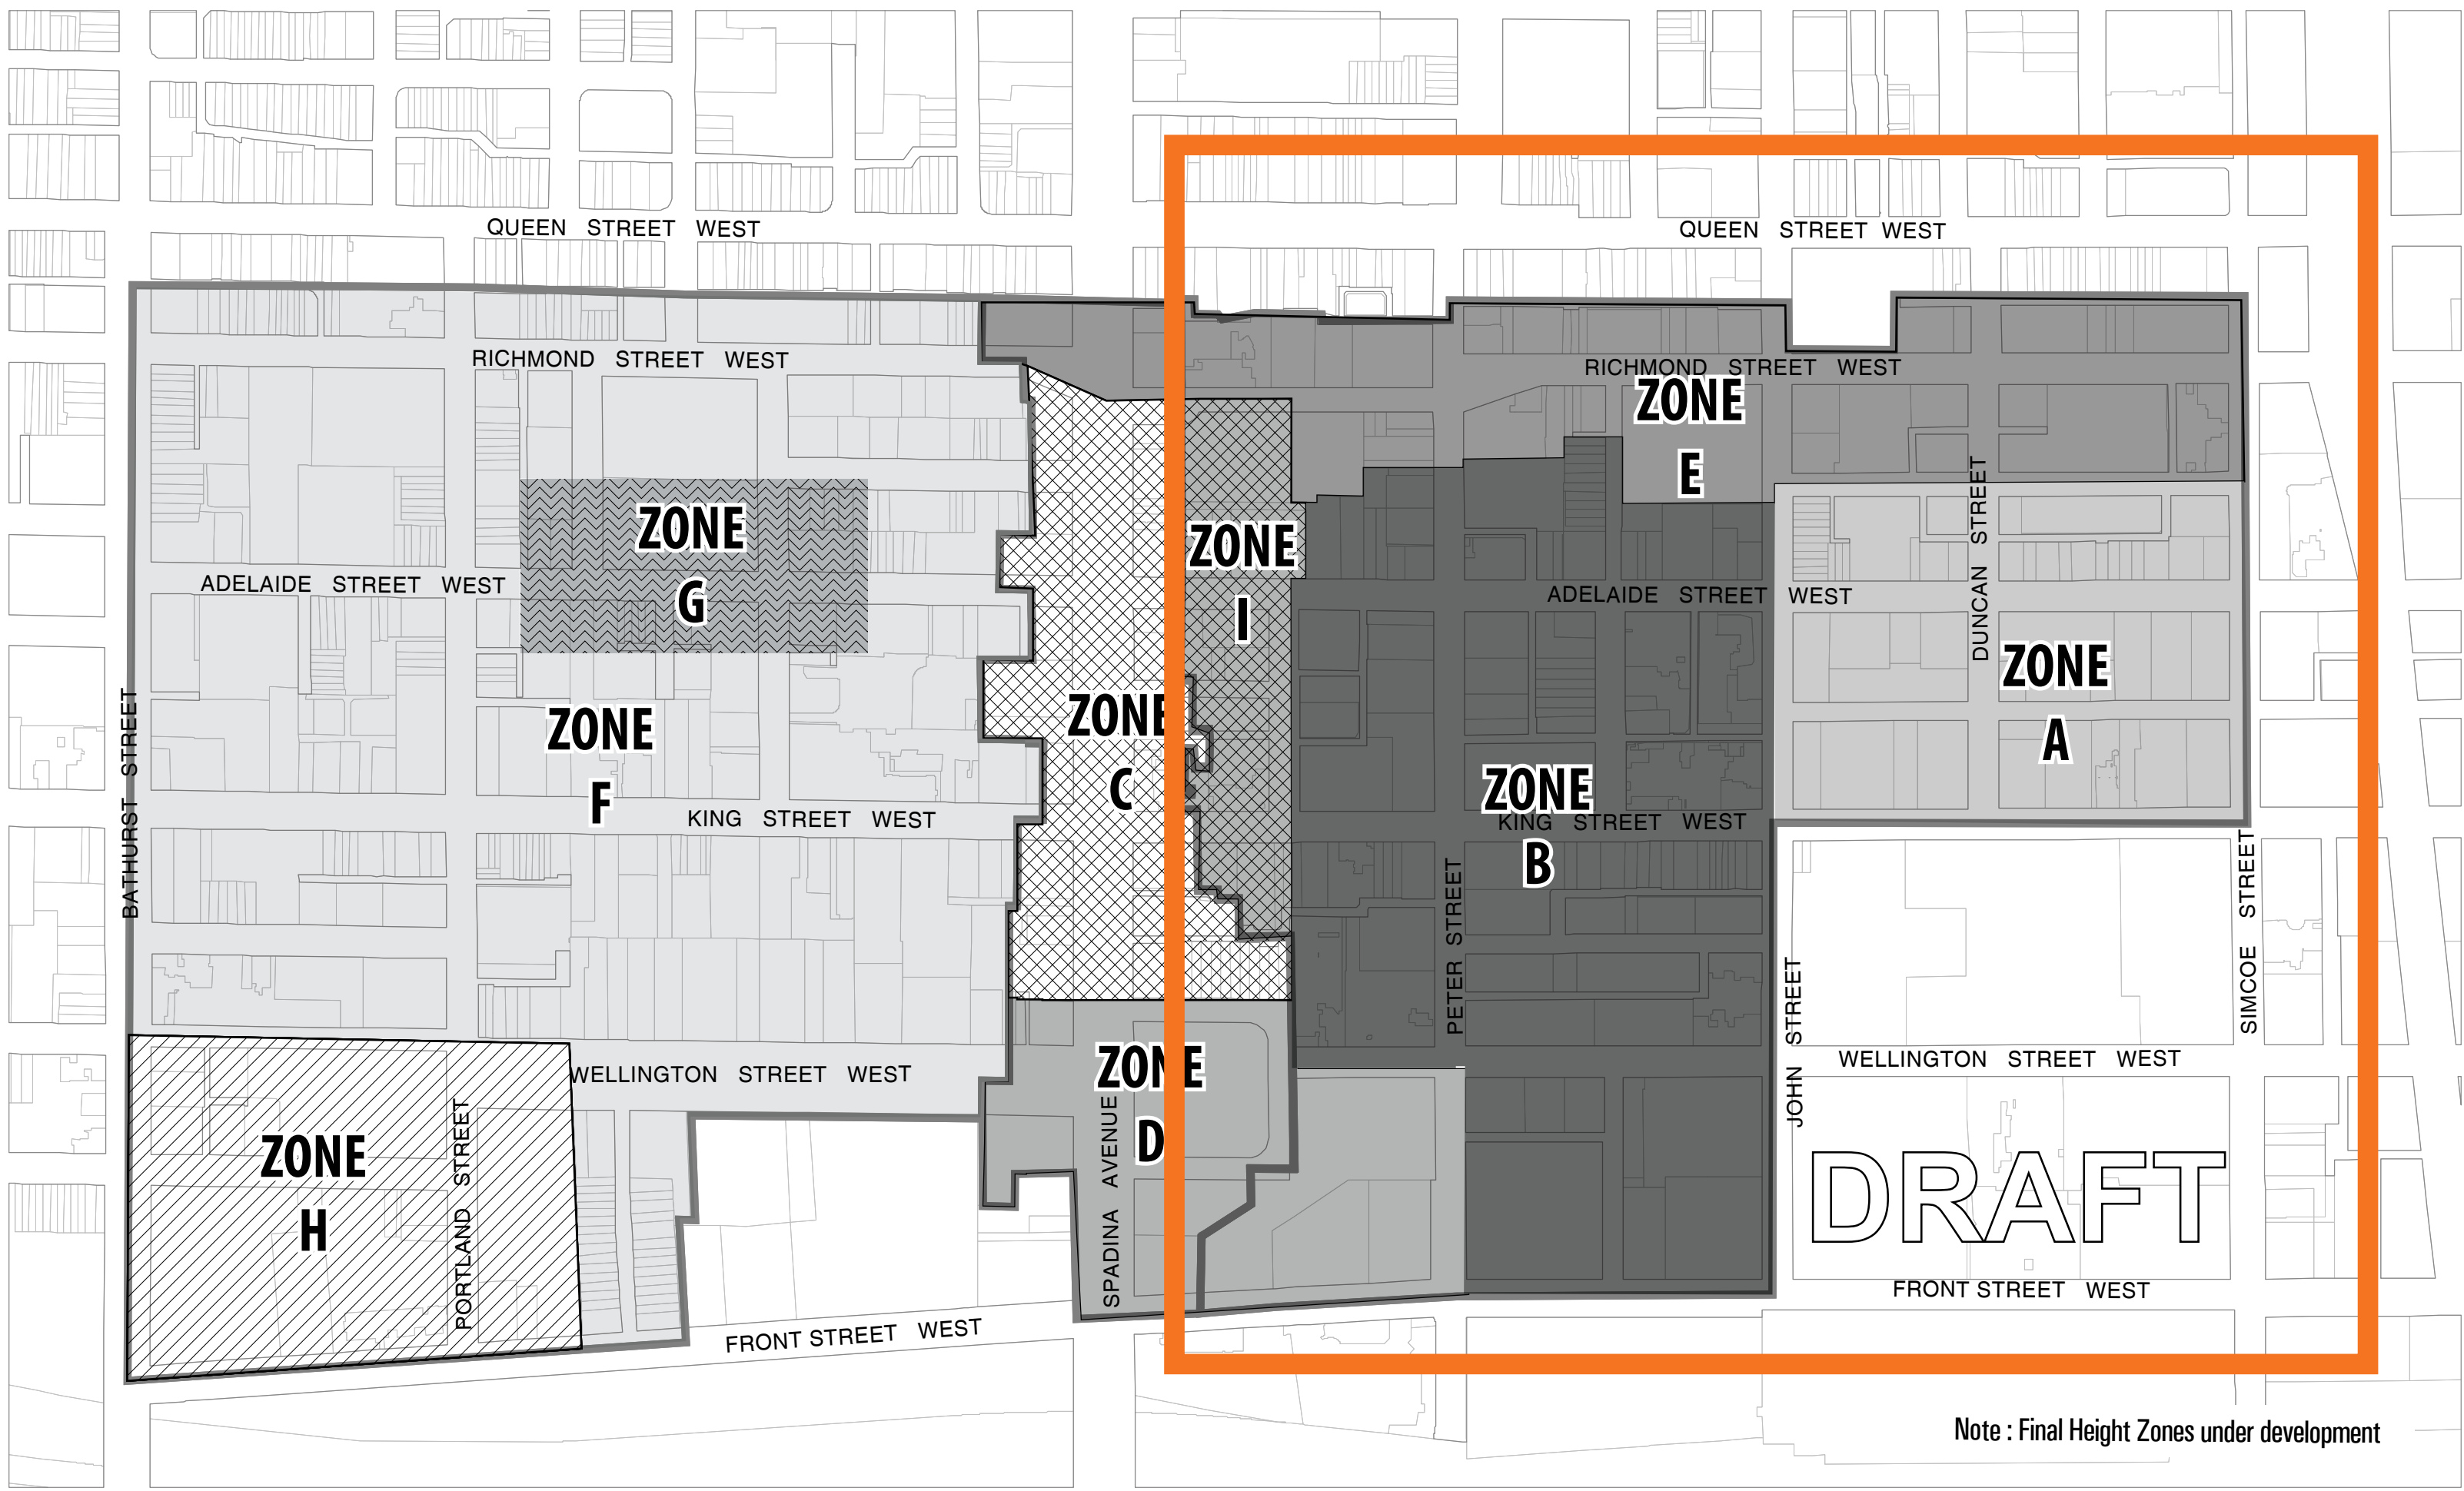 QUEEN STREET WEST
QUEEN STREET WEST
RICHMOND STREET WEST
RICHMOND STREET WEST
ZONE
E
ZONE
G
ZONE
I
ADELAIDE STREET WEST
ADELAIDE STREET WEST
DUNCAN STREET
ZONE
A
ZONE
F
ZONE
C
ZONE
B
KING STREET WEST
KING STREET WEST
BATHURST STREET
PETER STREET
JOHN STREET
SIMCOE STREET
WELLINGTON STREET WEST
WELLINGTON STREET WEST
ZONE
D
ZONE
H
PORTLAND STREET
SPADINA AVENUE
DRAFT
FRONT STREET WEST
FRONT STREET WEST
Note : Final Height Zones under development